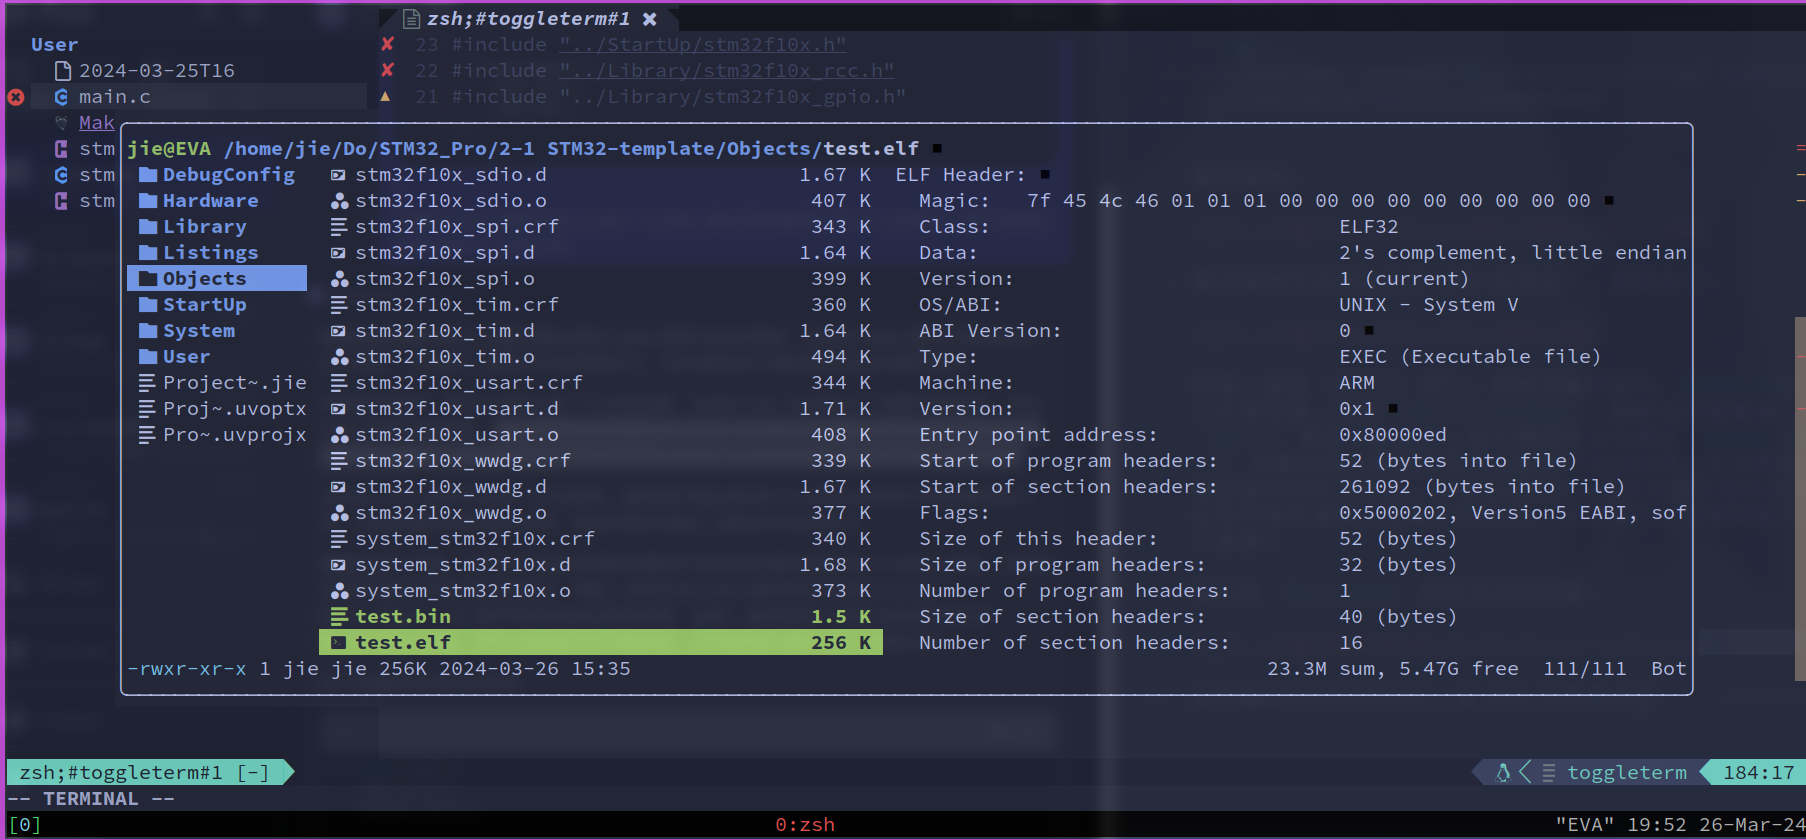 zsh;#toggleterm#1 ✖
User
✘ 23 #include "../StartUp/stm32f10x.h"
2024-03-25T16 ✘ 22 #include "../Library/stm32f10x_rcc.h"
main.c ▲ 21 #include "../Library/stm32f10x_gpio.h"
Mak
stm
stm
stm
jie@EVA /home/jie/Do/STM32_Pro/2-1 STM32-template/Objects/test.elf
DebugConfig stm32f10x_sdio.d 1.67 K ELF Header:
Hardware stm32f10x_sdio.o 407 K Magic: 7f 45 4c 46 01 01 01 00 00 00 00 00 00 00 00 00
Library stm32f10x_spi.crf 343 K Class: ELF32
Listings stm32f10x_spi.d 1.64 K Data: 2's complement, little endian
Objects stm32f10x_spi.o 399 K Version: 1 (current)
StartUp stm32f10x_tim.crf 360 K OS/ABI: UNIX - System V
System stm32f10x_tim.d 1.64 K ABI Version: 0
User stm32f10x_tim.o 494 K Type: EXEC (Executable file)
Project~.jie stm32f10x_usart.crf 344 K Machine: ARM
Proj~.uvoptx stm32f10x_usart.d 1.71 K Version: 0x1
Pro~.uvprojx stm32f10x_usart.o 408 K Entry point address: 0x80000ed
stm32f10x_wwdg.crf 339 K Start of program headers: 52 (bytes into file)
stm32f10x_wwdg.d 1.67 K Start of section headers: 261092 (bytes into file)
stm32f10x_wwdg.o 377 K Flags: 0x5000202, Version5 EABI, sof
system_stm32f10x.crf 340 K Size of this header: 52 (bytes)
system_stm32f10x.d 1.68 K Size of program headers: 32 (bytes)
system_stm32f10x.o 373 K Number of program headers: 1
test.bin 1.5 K Size of section headers: 40 (bytes)
test.elf 256 K Number of section headers: 16
-rwxr-xr-x 1 jie jie 256K 2024-03-26 15:35 23.3M sum, 5.47G free 111/111 Bot
zsh;#toggleterm#1 [-] toggleterm 184:17
-- TERMINAL --
[0] 0:zsh "EVA" 19:52 26-Mar-24